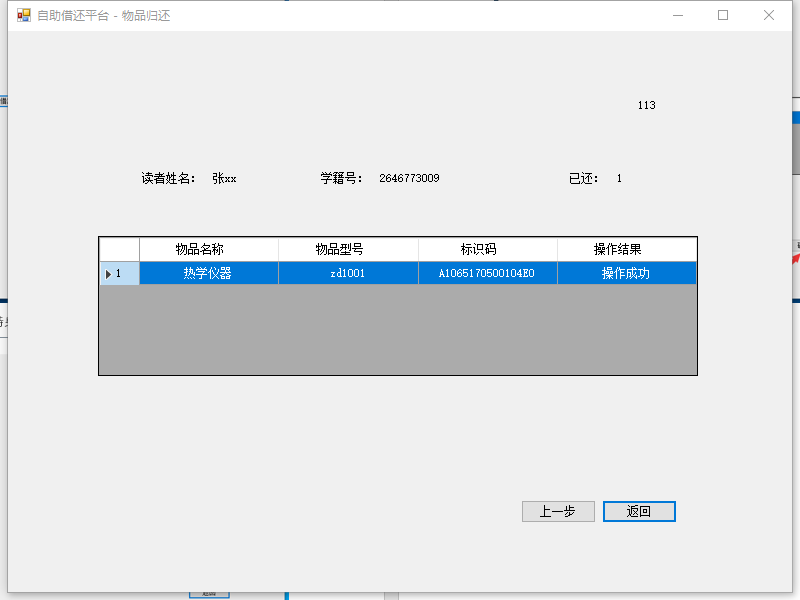 自助借还平台 - 物品归还
113
读者姓名： 张xx 学籍号： 2646773009 已还： 1
物品名称 物品型号 标识码 操作结果
1 热学仪器 zd1001 A1065170500104E0 操作成功
上一步 返回